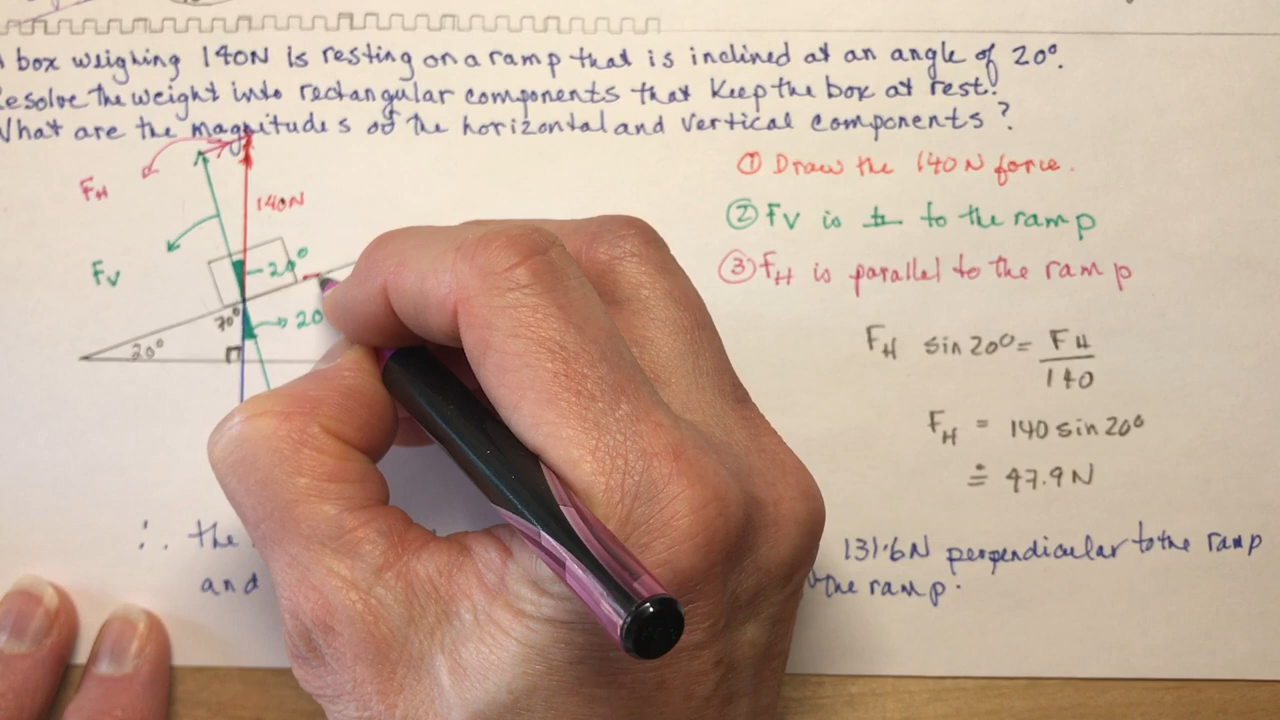 box weighing 140N is resting on a ramp that is inclined at an angle of 20°.
Resolve the weight into rectangular components that keep the box at rest.
What are the magnitudes of the horizontal and vertical components?
① Draw the 140N force.
② Fv is ⊥ to the ramp
③ FH is parallel to the ramp
FH
140N
Fv
20°
70°
20
20°
FH sin 20° = FH
140
FH = 140 sin 20°
≐ 47.9N
∴ the 131.6N perpendicular to the ramp
and the ramp.